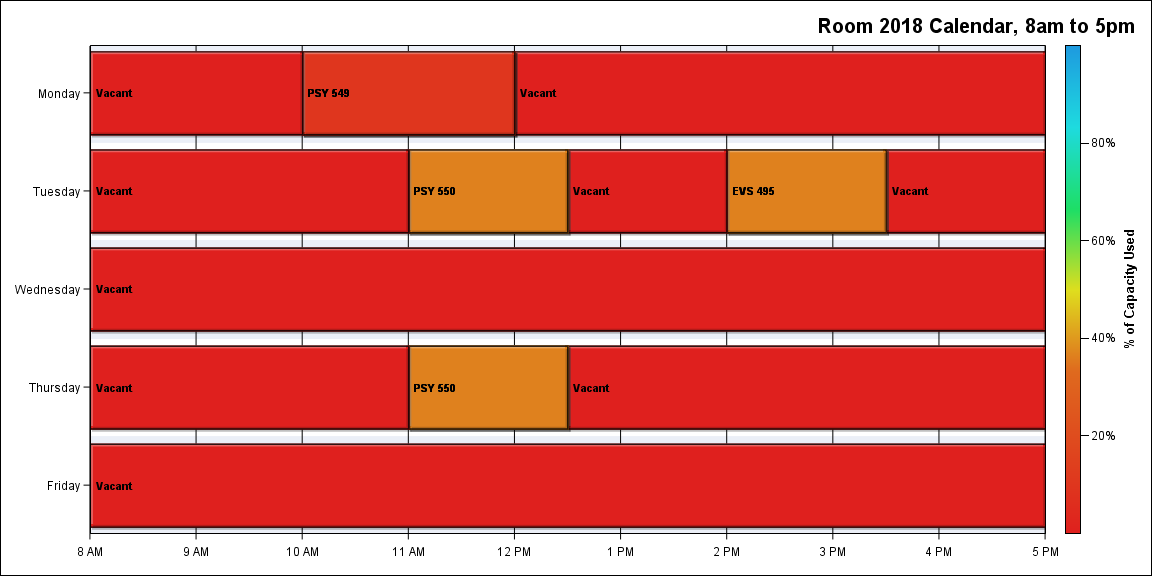 Room 2018 Calendar, 8am to 5pm
Monday
Vacant
PSY 549
Vacant
Tuesday
Vacant
PSY 550
Vacant
EVS 495
Vacant
Wednesday
Vacant
Thursday
Vacant
PSY 550
Vacant
Friday
Vacant
8 AM
9 AM
10 AM
11 AM
12 PM
1 PM
2 PM
3 PM
4 PM
5 PM
80%
60%
40%
20%
% of Capacity Used